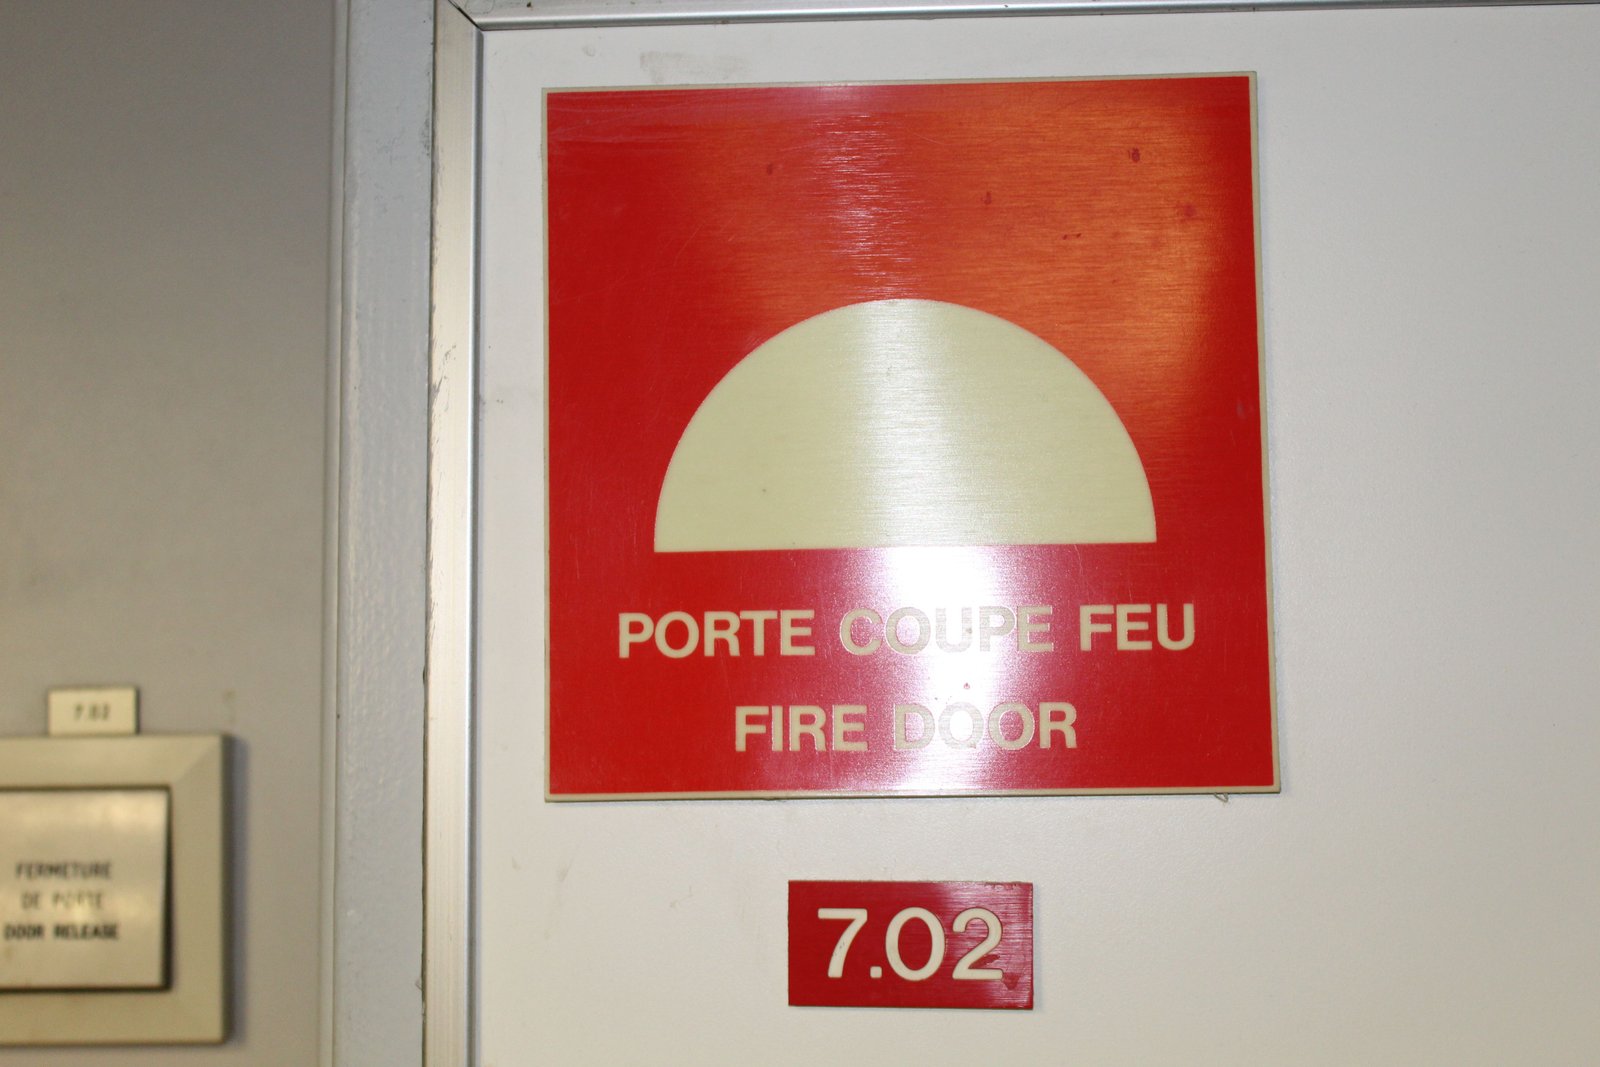 PORTE COUPE FEU
FIRE DOOR
7.02
7.02
FERMETURE
DE PORTE
DOOR RELEASE